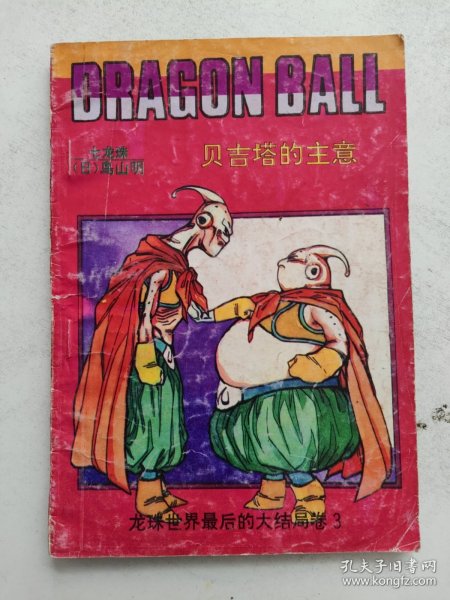 DRAGON BALL
七龙珠
(日)鸟山明
贝吉塔的主意
龙珠世界最后的大结局卷 3
孔夫子旧书网
www.kongfz.com